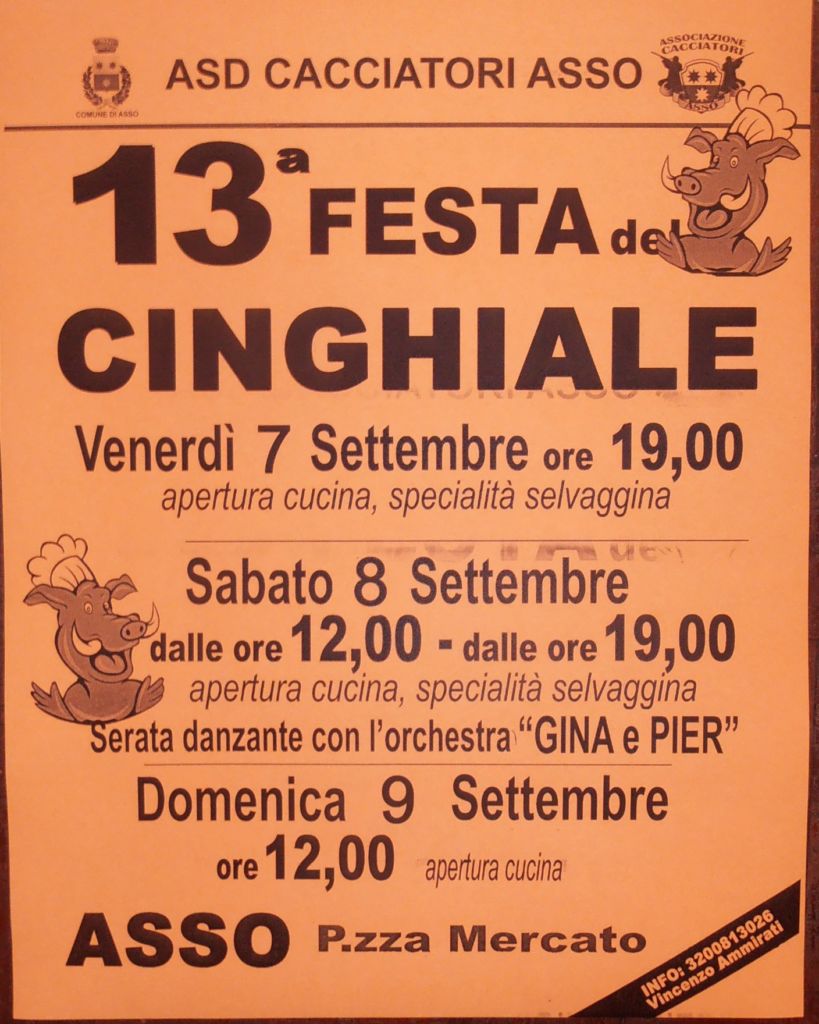 COMUNE DI ASSO
ASD CACCIATORI ASSO
ASSOCIAZIONE
CACCIATORI
ASSO
13ª FESTA del
CINGHIALE
Venerdì 7 Settembre ore 19,00
apertura cucina, specialità selvaggina
Sabato 8 Settembre
dalle ore 12,00 - dalle ore 19,00
apertura cucina, specialità selvaggina
Serata danzante con l'orchestra "GINA e PIER"
Domenica 9 Settembre
ore 12,00 apertura cucina
ASSO P.zza Mercato
INFO: 3200813026
Vincenzo Ammirati